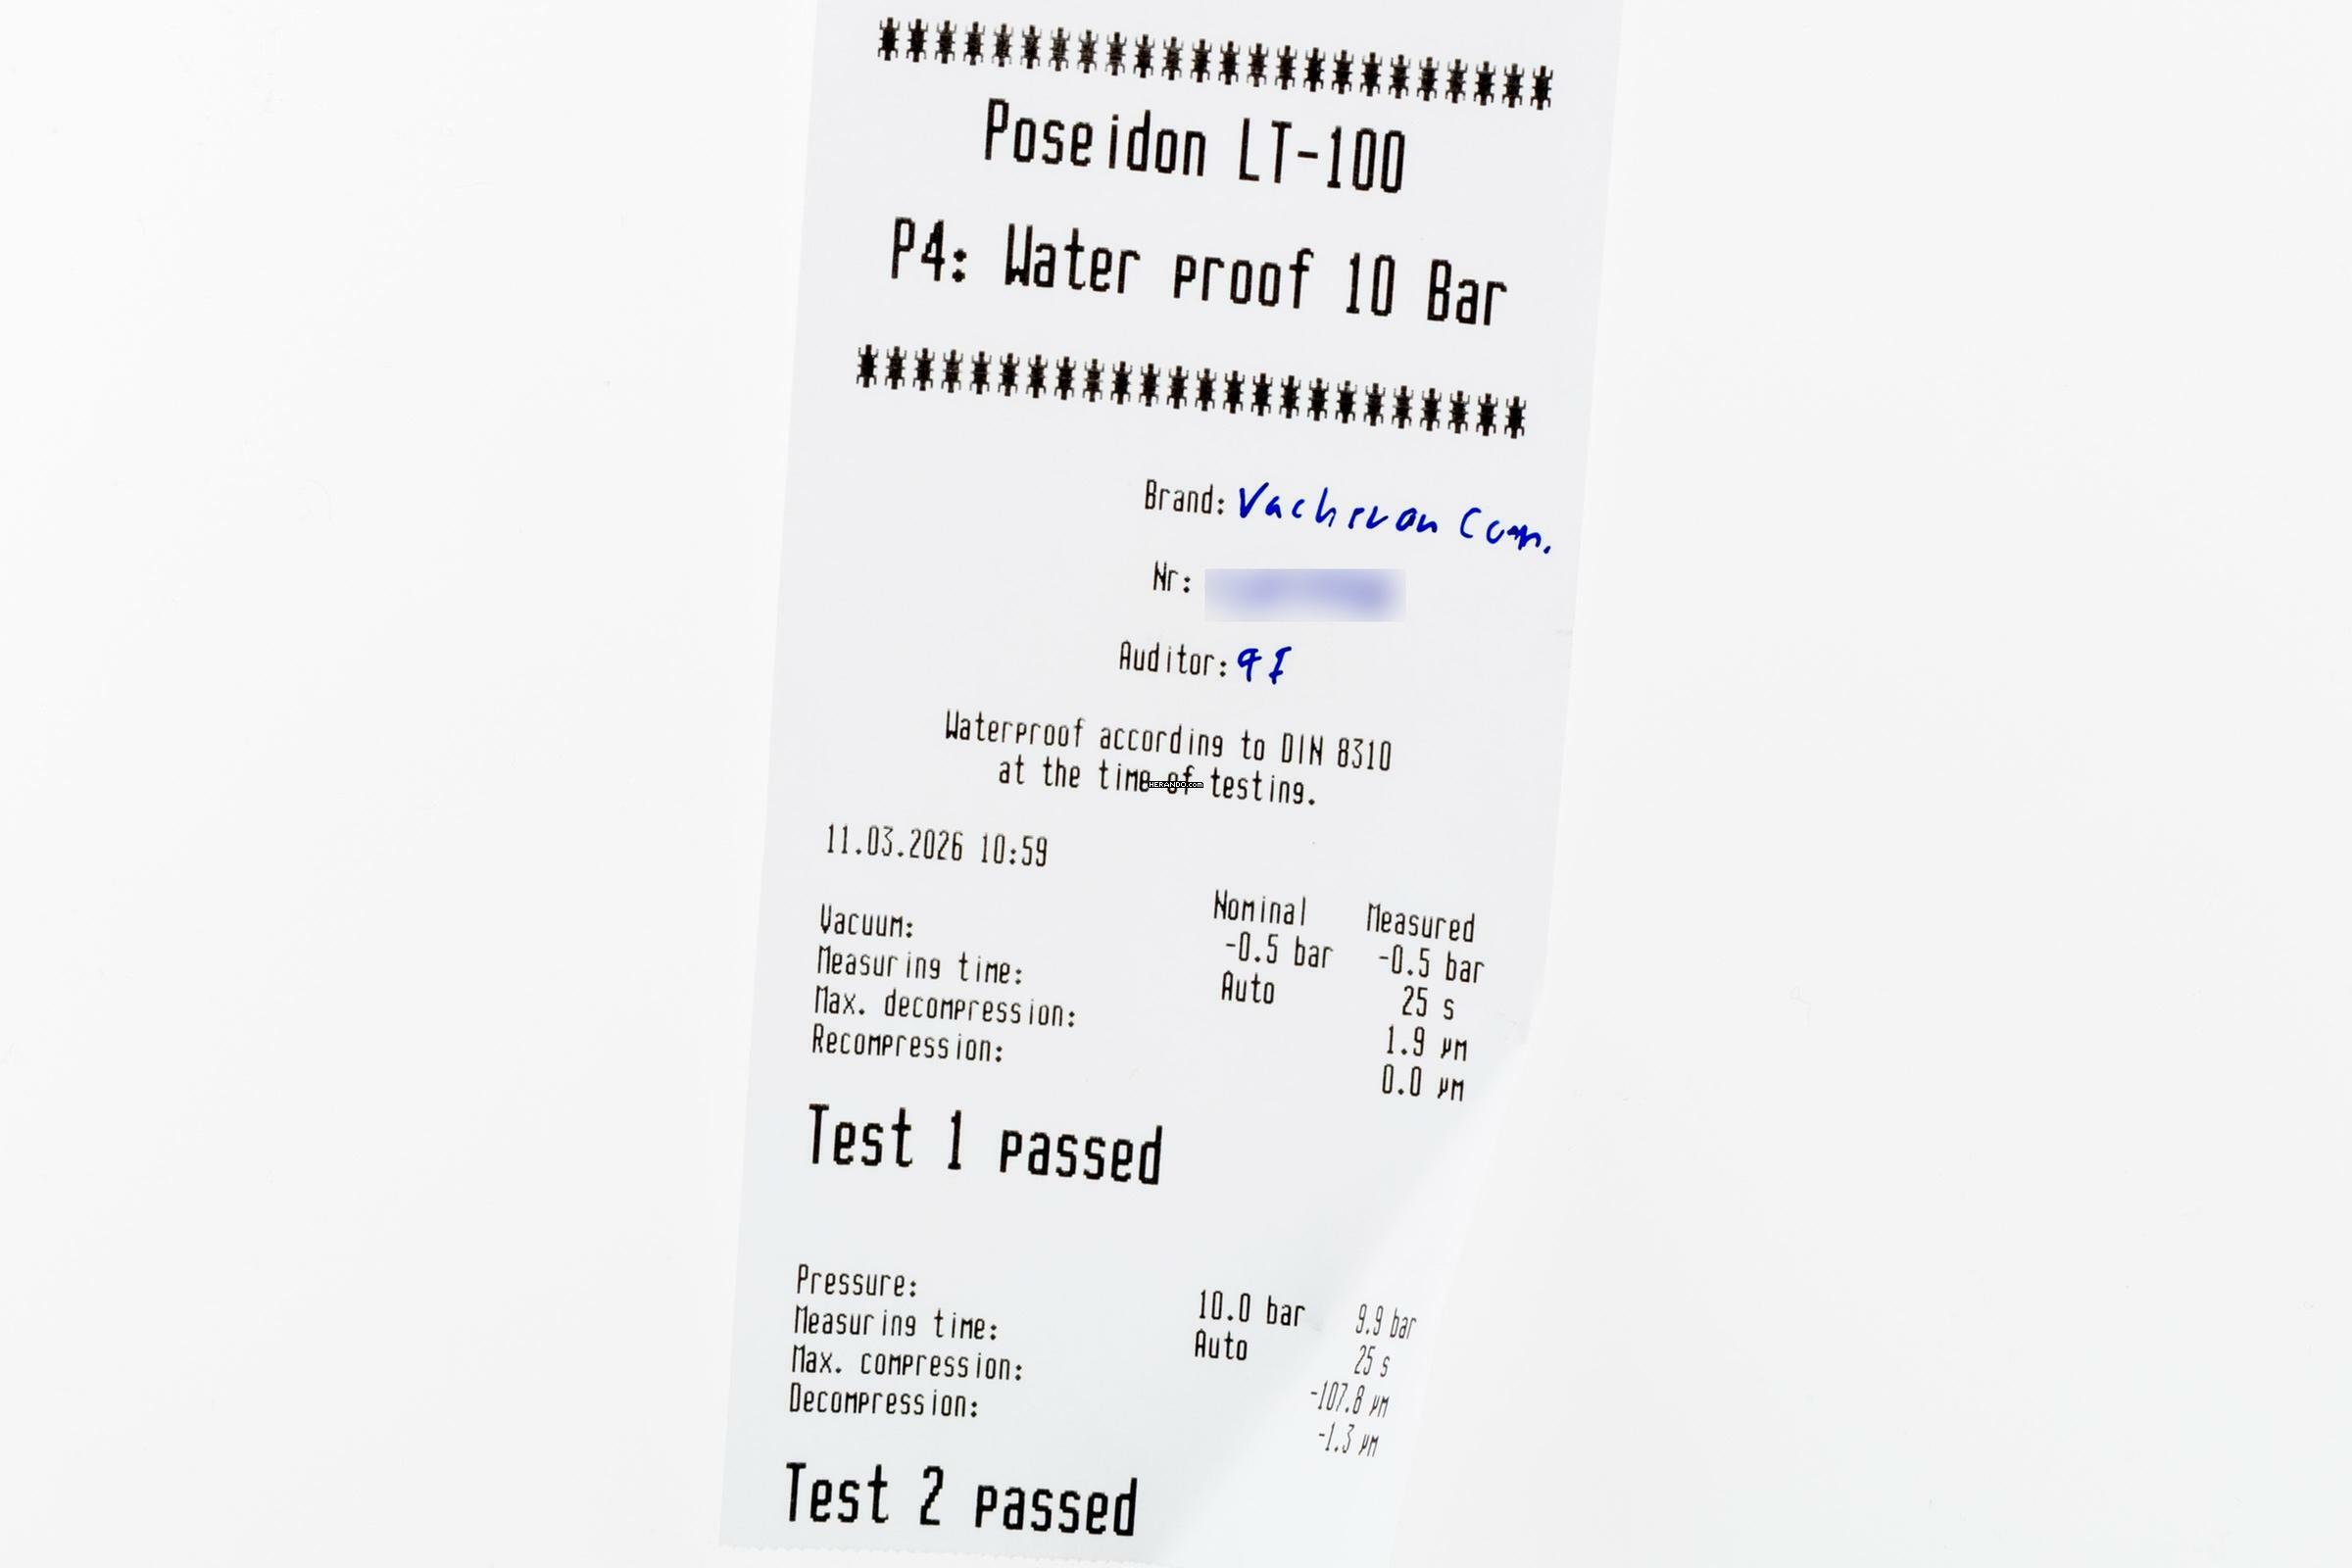 Poseidon LT-100
P4: Water proof 10 Bar
Brand: Vacheron Con.
Nr:
Auditor:
Waterproof according to DIN 8310
at the time of testing.
HERANDO.com
11.03.2026 10:59
Nominal Measured
Vacuum: -0.5 bar -0.5 bar
Measuring time: Auto 25 s
Max. decompression: 1.9 µm
Recompression: 0.0 µm
Test 1 passed
Pressure: 10.0 bar 9.9 bar
Measuring time: Auto 25 s
Max. compression: -107.8 µm
Decompression: -1.3 µm
Test 2 passed